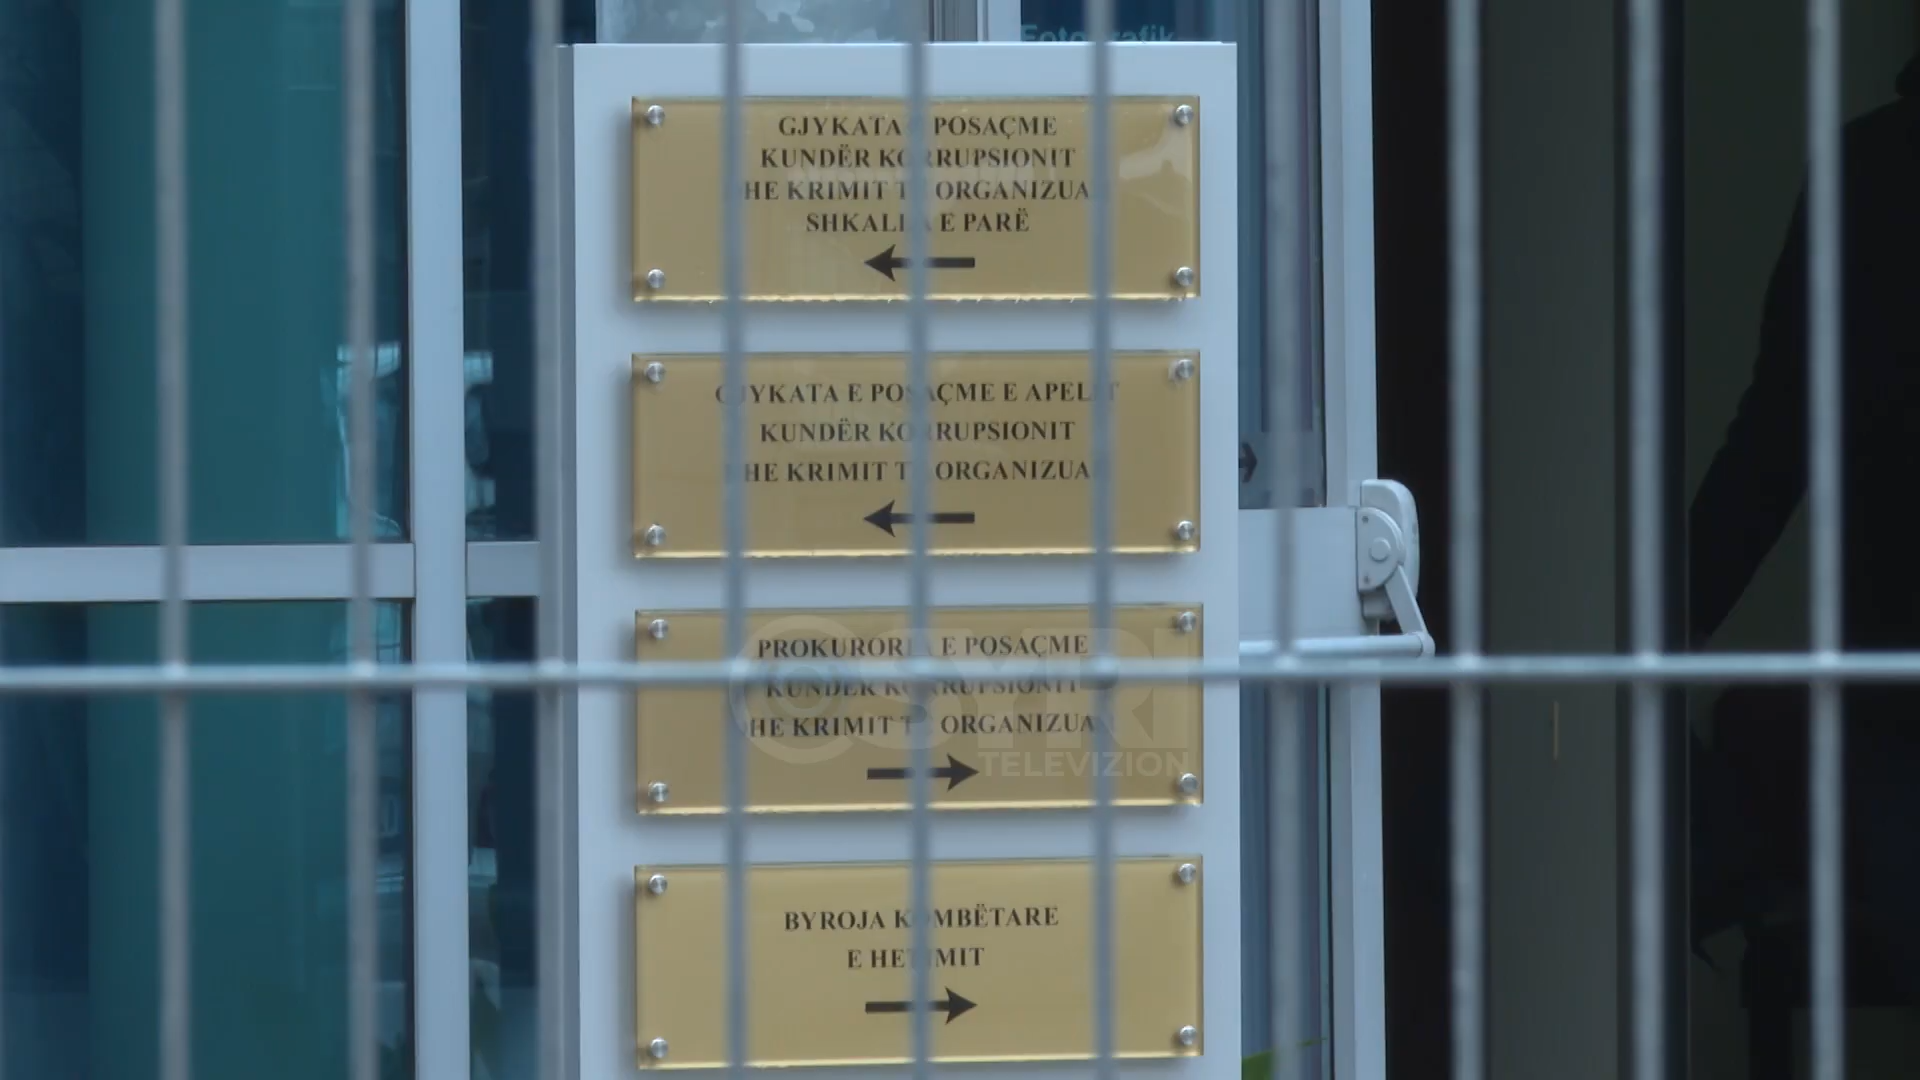 Fotografik
GJYKATA E POSAÇME
KUNDËR KORRUPSIONIT
DHE KRIMIT TË ORGANIZUAR
SHKALLA E PARË
GJYKATA E POSAÇME E APELIT
KUNDËR KORRUPSIONIT
DHE KRIMIT TË ORGANIZUAR
PROKURORIA E POSAÇME
KUNDËR KORRUPSIONIT
DHE KRIMIT TË ORGANIZUAR
SYRI
TELEVIZION
BYROJA KOMBËTARE
E HETIMIT